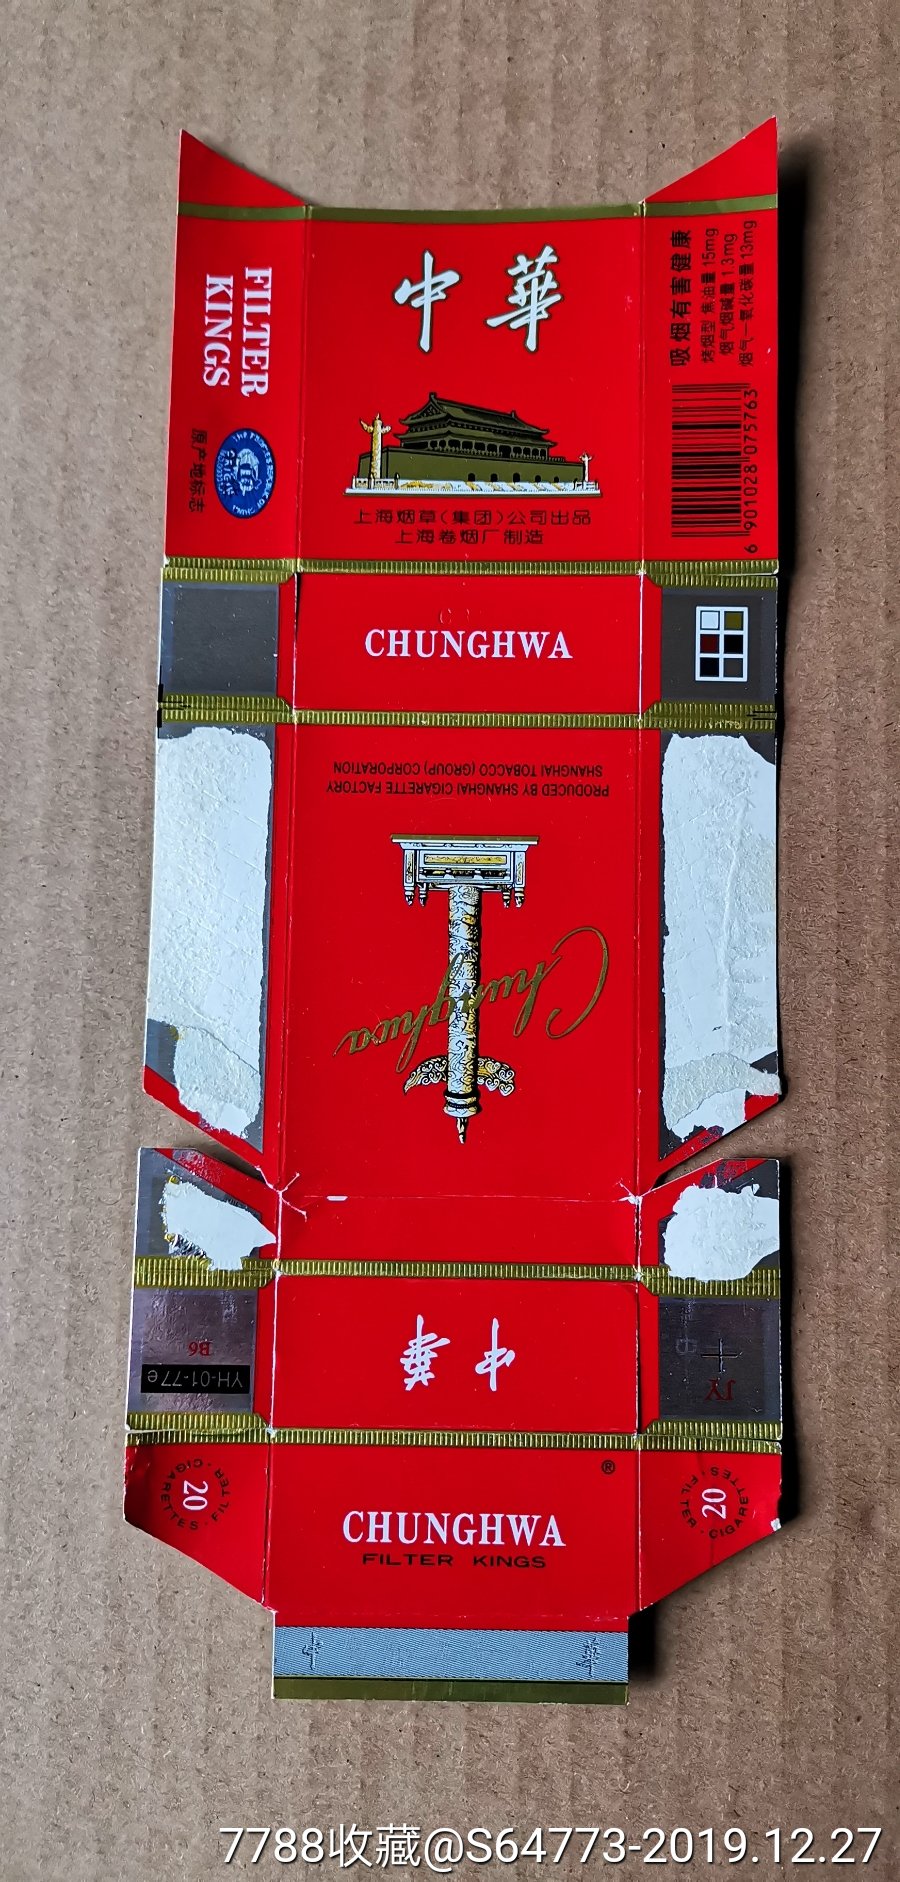 FILTER
KINGS
原产地标志
中華
上海烟草(集团)公司出品
上海卷烟厂制造
吸烟有害健康
烤烟型 焦油量 15mg
烟气烟碱量 1.3mg
烟气一氧化碳量 13mg
6 901028 075763
CHUNGHWA
PRODUCED BY SHANGHAI CIGARETTE FACTORY
SHANGHAI TOBACCO (GROUP) CORPORATION
Chunghwa
中華
B6
YH-01-77e
JY
20
FILTER · CIGARETTES ·
®
CHUNGHWA
FILTER KINGS
20
FILTER · CIGARETTES ·
7788收藏@S64773-2019.12.27